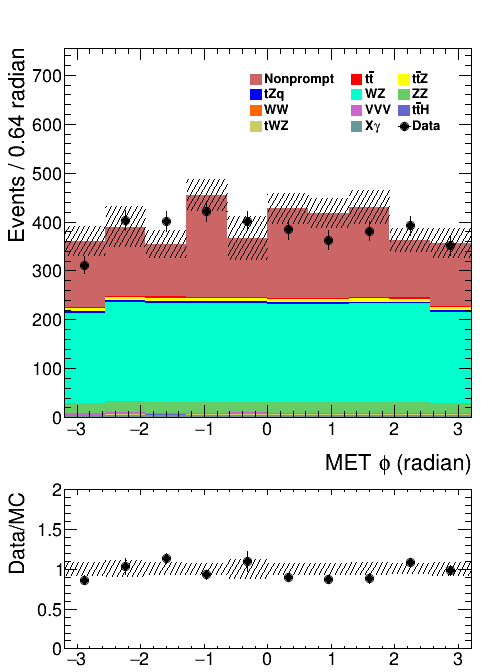 Events / 0.64 radian
700
600
500
400
300
200
100
0
Nonprompt tt̄ tt̄Z
tZq WZ ZZ
WW VVV tt̄H
tWZ Xγ Data
−3 −2 −1 0 1 2 3
MET ϕ (radian)
Data/MC
2
1.5
1
0.5
0
−3 −2 −1 0 1 2 3